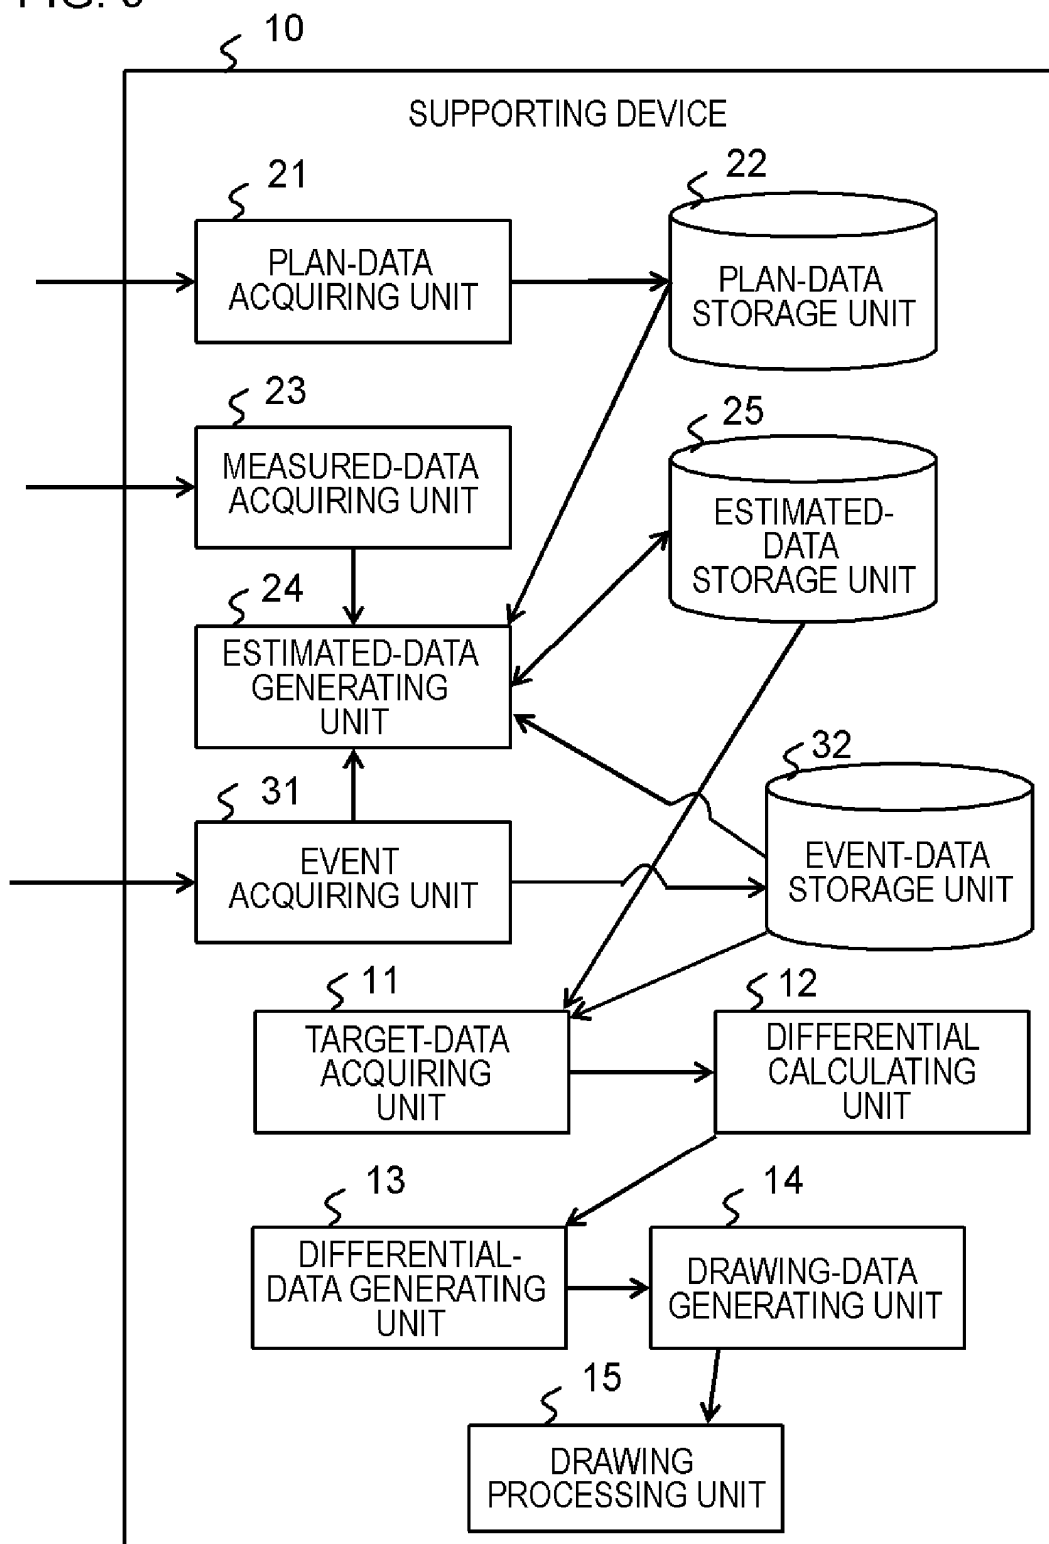 10
SUPPORTING DEVICE
21
PLAN-DATA
ACQUIRING UNIT
22
PLAN-DATA
STORAGE UNIT
23
MEASURED-DATA
ACQUIRING UNIT
25
ESTIMATED-
DATA
STORAGE UNIT
24
ESTIMATED-DATA
GENERATING
UNIT
32
EVENT-DATA
STORAGE UNIT
31
EVENT
ACQUIRING UNIT
11
TARGET-DATA
ACQUIRING
UNIT
12
DIFFERENTIAL
CALCULATING
UNIT
13
DIFFERENTIAL-
DATA GENERATING
UNIT
14
DRAWING-DATA
GENERATING UNIT
15
DRAWING
PROCESSING UNIT